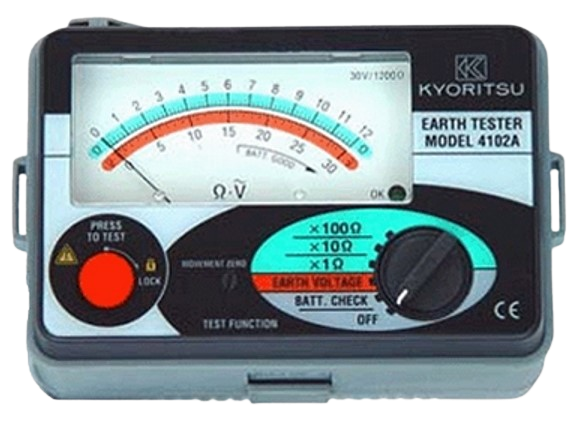 30V/1200Ω
KYORITSU
EARTH TESTER
MODEL 4102A
0 1 2 3 4 5 6 7 8 9 10 11 12
0 5 10 15 20 25 30
BATT. GOOD
Ω-Ṽ
OK
PRESS
TO TEST
LOCK
MOVEMENT ZERO
×100Ω
×10Ω
×1Ω
EARTH VOLTAGE
BATT. CHECK
OFF
TEST FUNCTION
CE